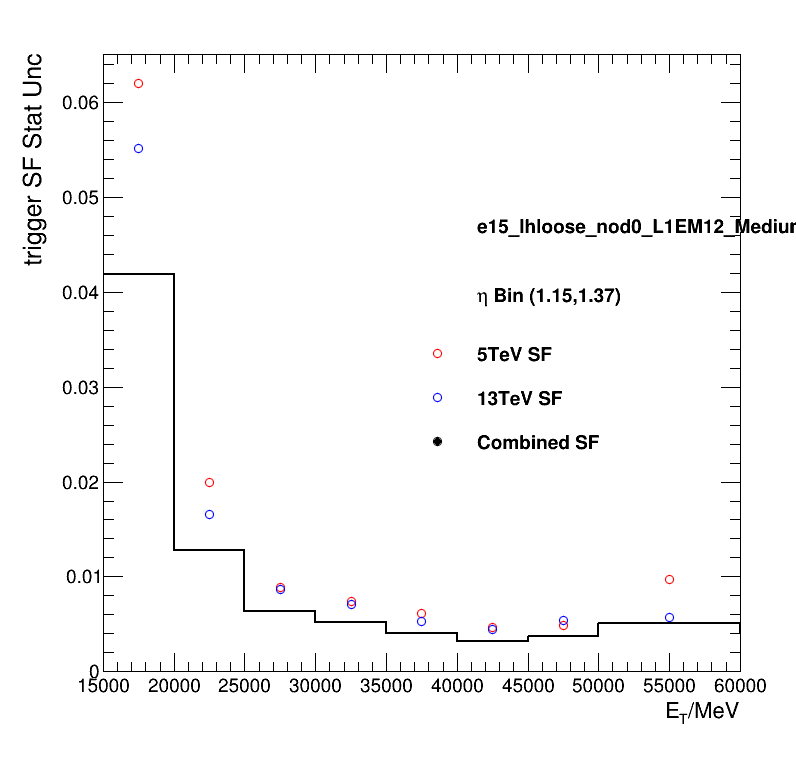 trigger SF Stat Unc
0.06
0.05
0.04
0.03
0.02
0.01
0
e15_lhloose_nod0_L1EM12_Medium
η Bin (1.15,1.37)
5TeV SF
13TeV SF
Combined SF
15000 20000 25000 30000 35000 40000 45000 50000 55000 60000
E_T/MeV